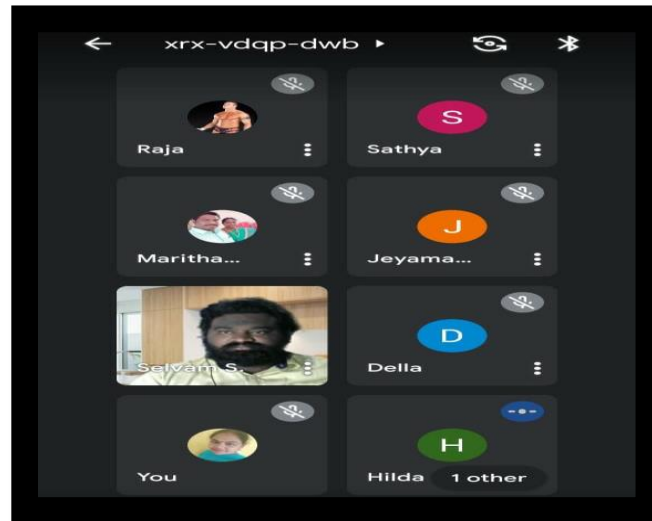 xrx-vdqp-dwb
Raja
S
Sathya
Maritha...
J
Jeyama...
Selvam S.
D
Della
You
H
Hilda
1 other